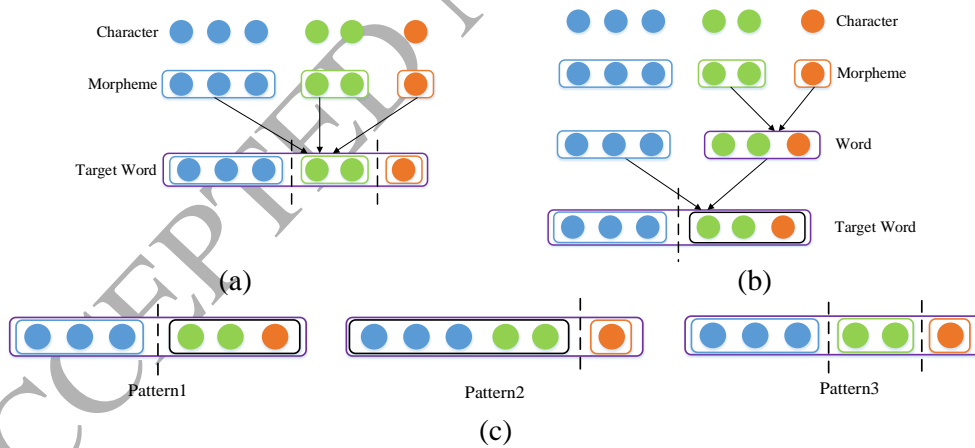 Character
Morpheme
Target Word
(a)
Character
Morpheme
Word
Target Word
(b)
Pattern1
Pattern2
Pattern3
(c)